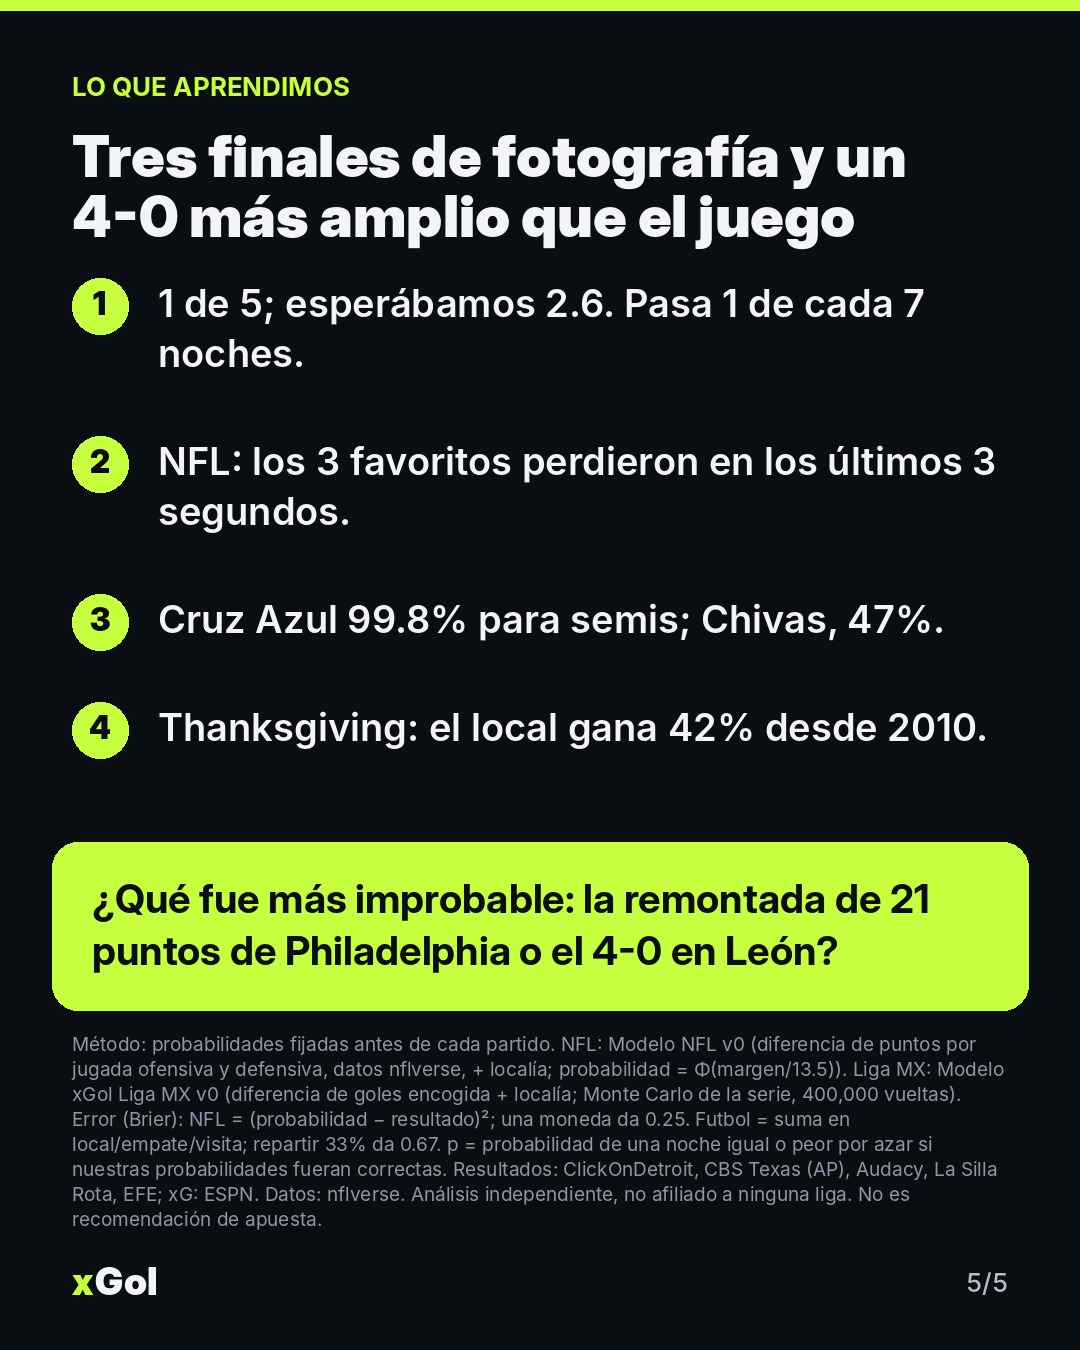 LO QUE APRENDIMOS
Tres finales de fotografía y un
4-0 más amplio que el juego
1
1 de 5; esperábamos 2.6. Pasa 1 de cada 7
noches.
2
NFL: los 3 favoritos perdieron en los últimos 3
segundos.
3
Cruz Azul 99.8% para semis; Chivas, 47%.
4
Thanksgiving: el local gana 42% desde 2010.
¿Qué fue más improbable: la remontada de 21
puntos de Philadelphia o el 4-0 en León?
Método: probabilidades fijadas antes de cada partido. NFL: Modelo NFL v0 (diferencia de puntos por
jugada ofensiva y defensiva, datos nflverse, + localía; probabilidad = Φ(margen/13.5)). Liga MX: Modelo
xGol Liga MX v0 (diferencia de goles encogida + localía; Monte Carlo de la serie, 400,000 vueltas).
Error (Brier): NFL = (probabilidad − resultado)²; una moneda da 0.25. Futbol = suma en
local/empate/visita; repartir 33% da 0.67. p = probabilidad de una noche igual o peor por azar si
nuestras probabilidades fueran correctas. Resultados: ClickOnDetroit, CBS Texas (AP), Audacy, La Silla
Rota, EFE; xG: ESPN. Datos: nflverse. Análisis independiente, no afiliado a ninguna liga. No es
recomendación de apuesta.
xGol
5/5